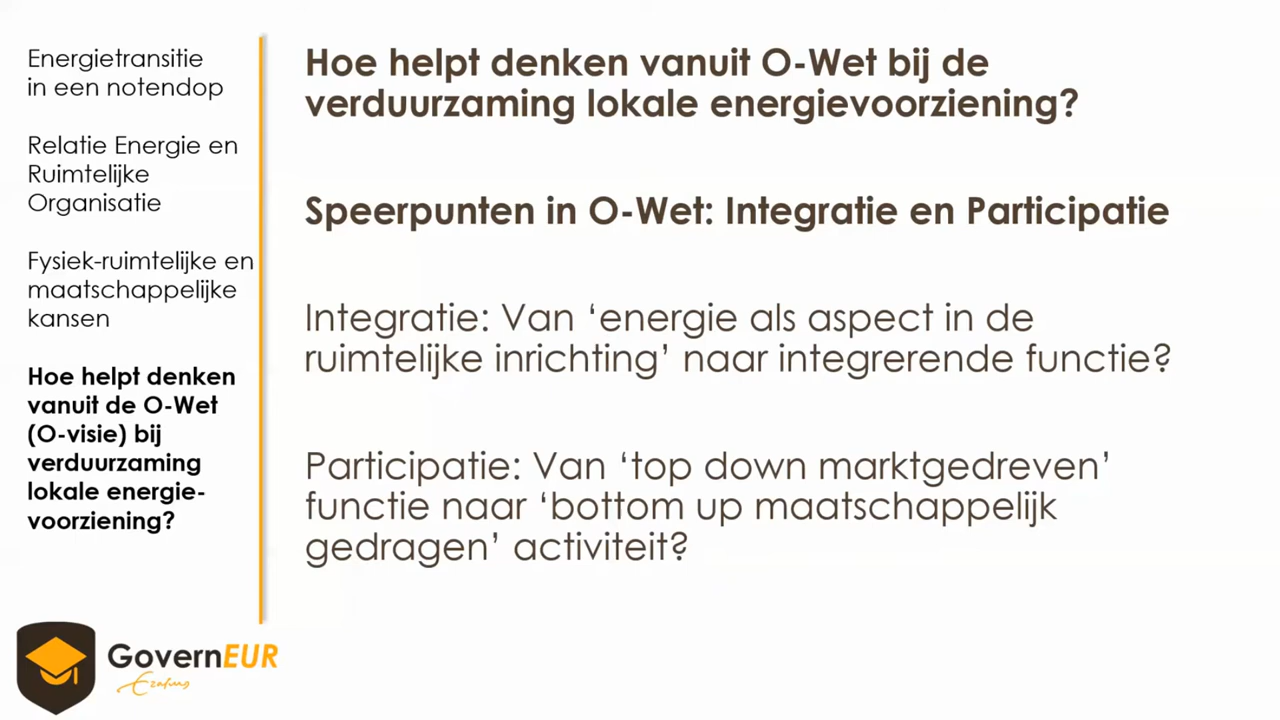 Energietransitie
in een notendop
Relatie Energie en
Ruimtelijke
Organisatie
Fysiek-ruimtelijke en
maatschappelijke
kansen
Hoe helpt denken
vanuit de O-Wet
(O-visie) bij
verduurzaming
lokale energie-
voorziening?
Hoe helpt denken vanuit O-Wet bij de
verduurzaming lokale energievoorziening?
Speerpunten in O-Wet: Integratie en Participatie
Integratie: Van ‘energie als aspect in de
ruimtelijke inrichting’ naar integrerende functie?
Participatie: Van ‘top down marktgedreven’
functie naar ‘bottom up maatschappelijk
gedragen’ activiteit?
GovernEUR
Erasmus